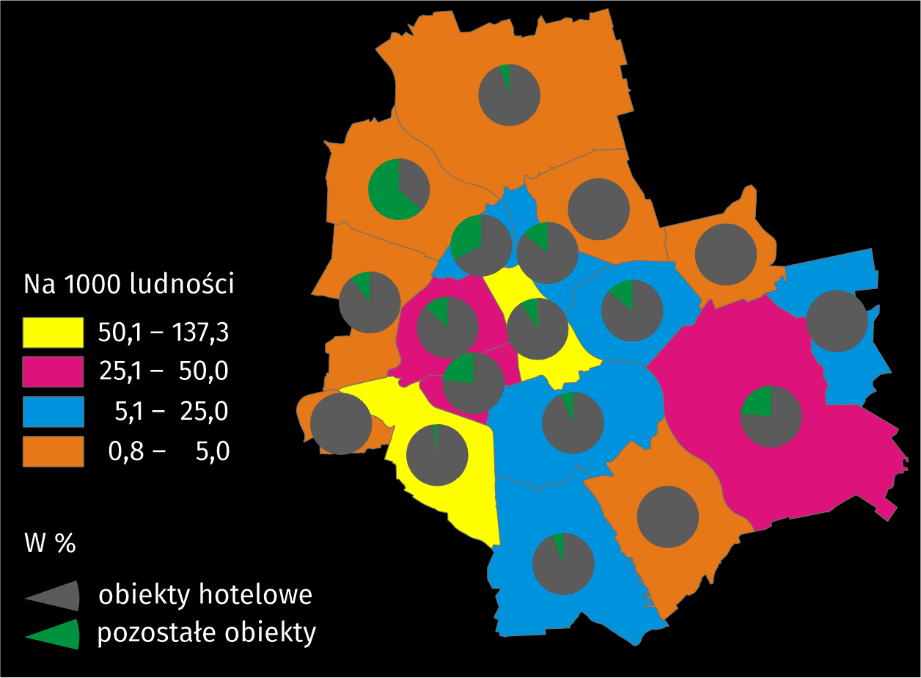 Na 1000 ludności
50,1 – 137,3
25,1 – 50,0
5,1 – 25,0
0,8 – 5,0
W %
obiekty hotelowe
pozostałe obiekty